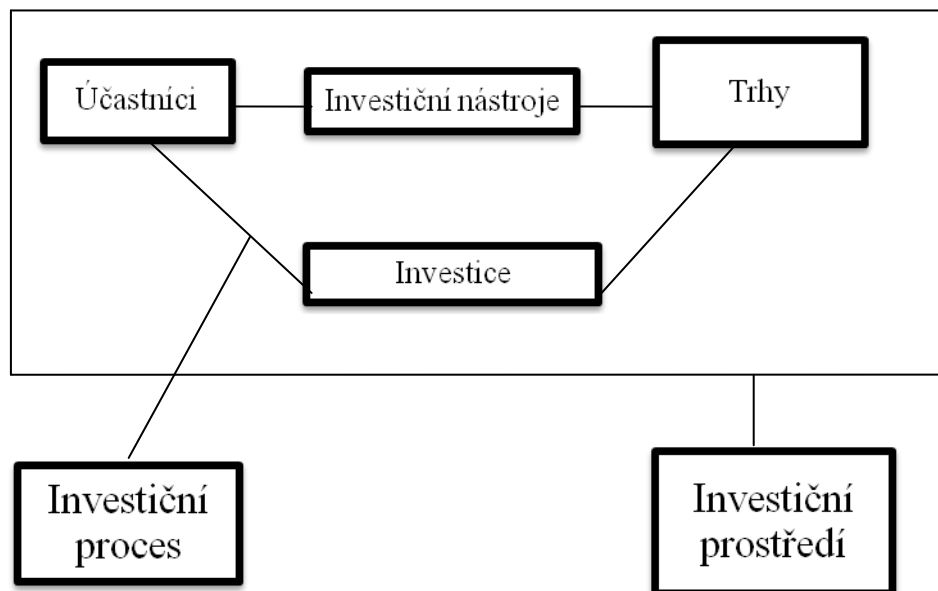 Účastníci
Investiční nástroje
Trhy
Investice
Investiční
proces
Investiční
prostředí